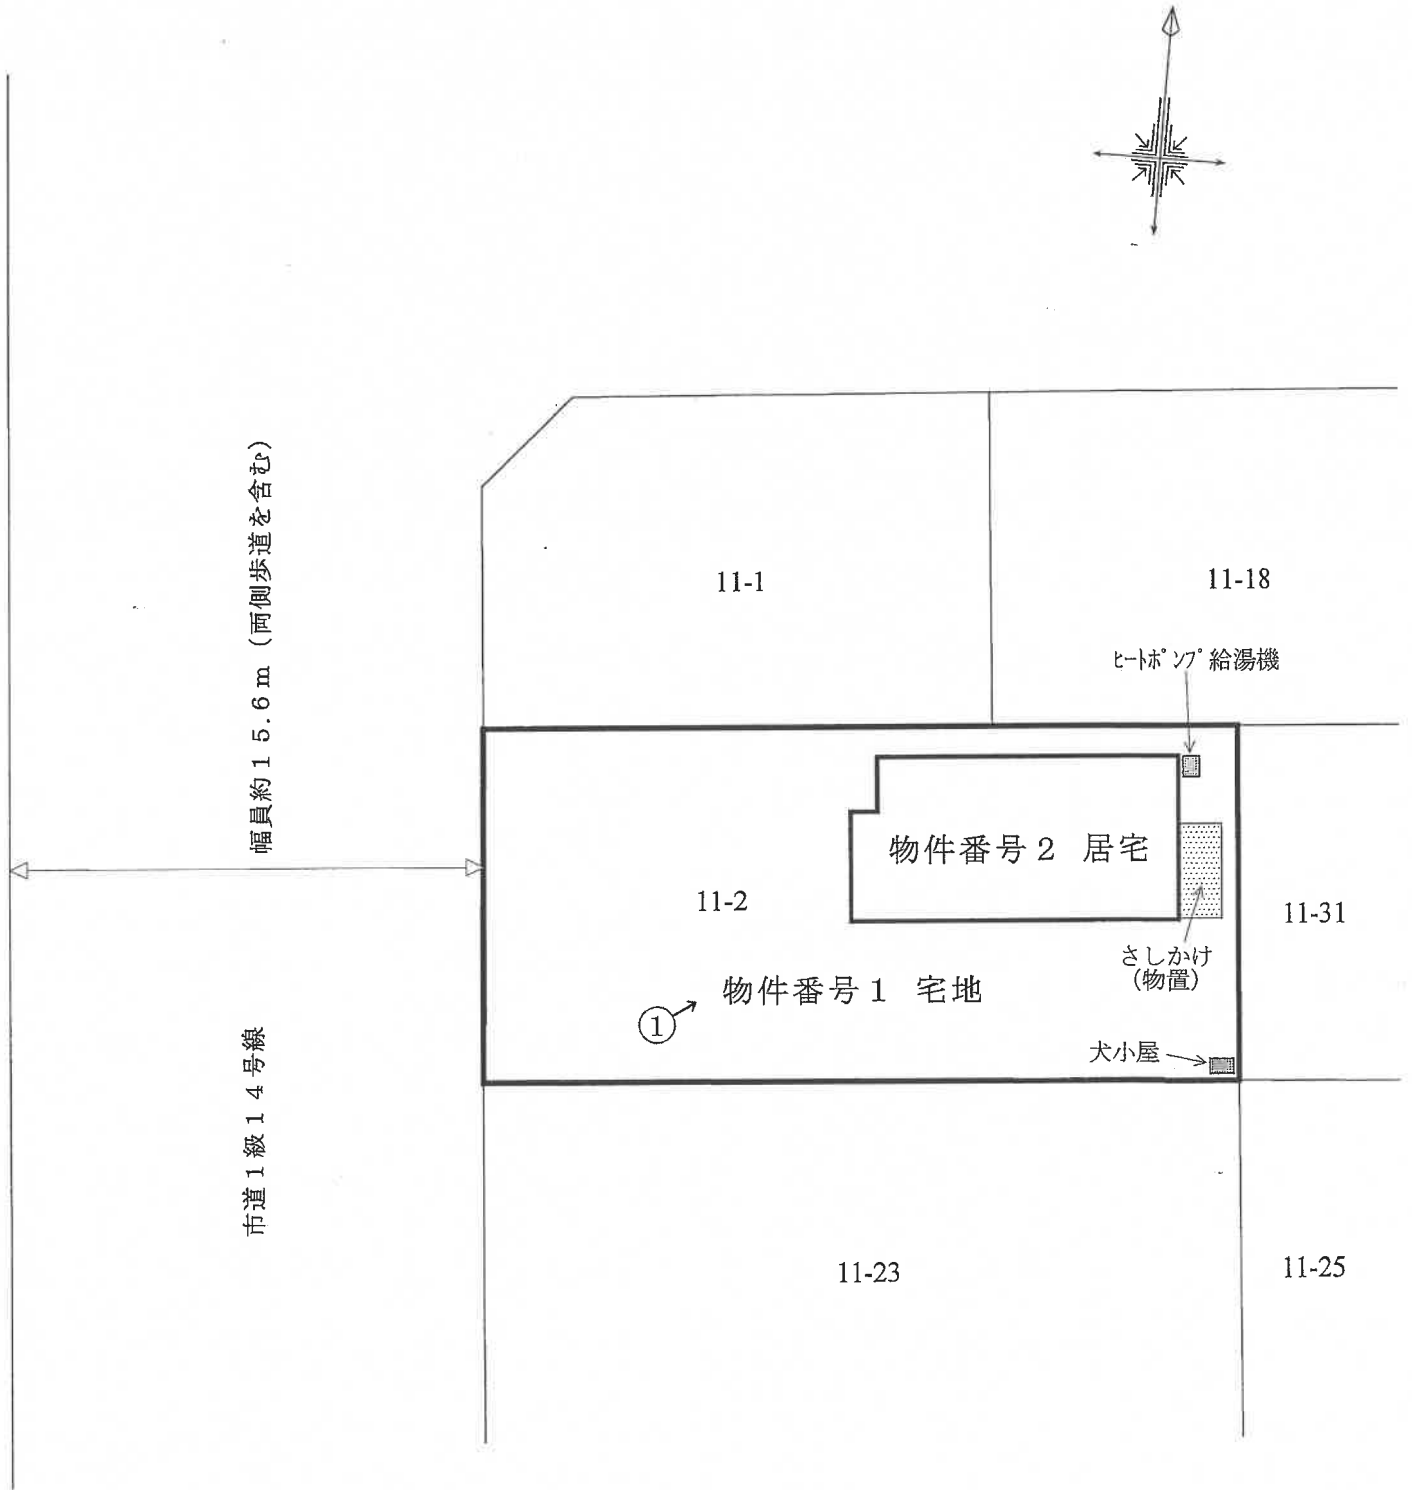 幅員約15.6m（両側歩道を含む）
市道1級14号線
11-1
11-18
ﾋｰﾄﾎﾟﾝﾌﾟ給湯機
物件番号2 居宅
11-2
11-31
さしかけ
(物置)
物件番号1 宅地
①
犬小屋
11-23
11-25